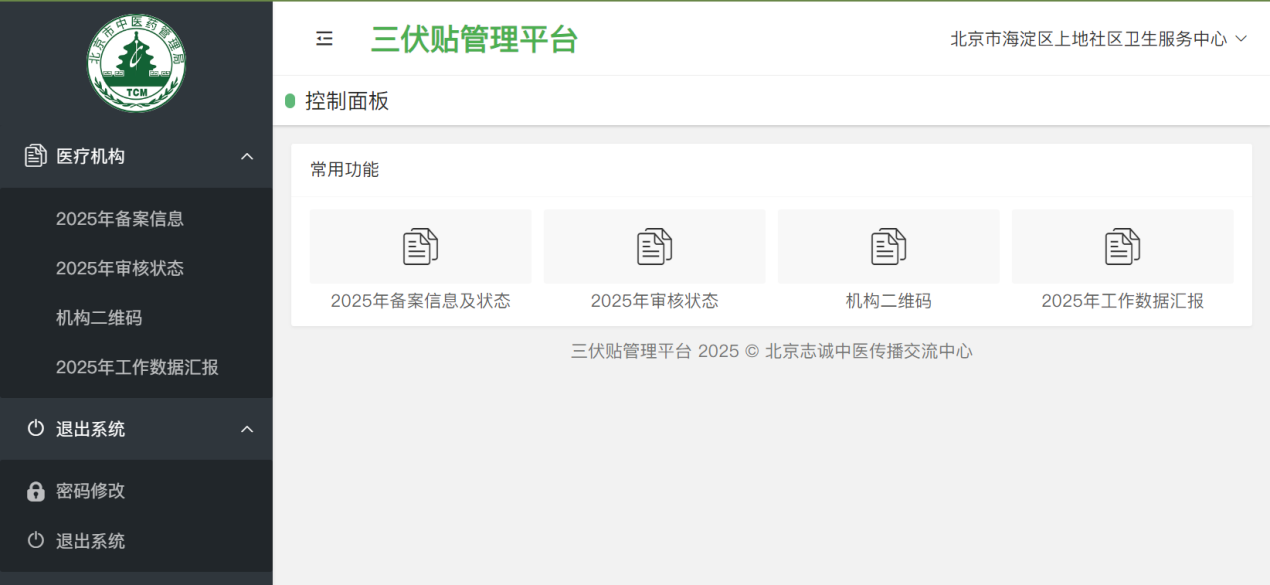 北京市中医药管理局
TCM
三伏贴管理平台
北京市海淀区上地社区卫生服务中心
控制面板
医疗机构
2025年备案信息
2025年审核状态
机构二维码
2025年工作数据汇报
退出系统
密码修改
退出系统
常用功能
2025年备案信息及状态
2025年审核状态
机构二维码
2025年工作数据汇报
三伏贴管理平台 2025 © 北京志诚中医传播交流中心